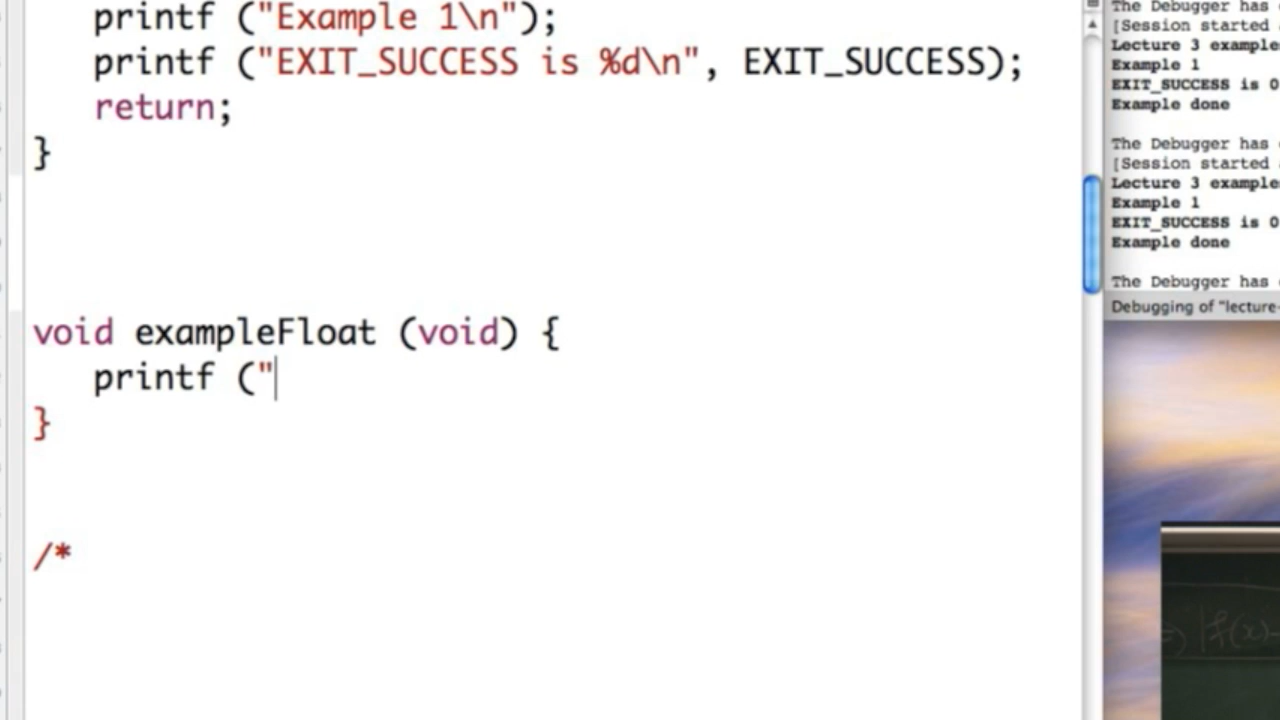 printf ("Example 1\n");
printf ("EXIT_SUCCESS is %d\n", EXIT_SUCCESS);
return;
}
void exampleFloat (void) {
printf ("
}
/*
The Debugger has
[Session started
Lecture 3 example
Example 1
EXIT_SUCCESS is 0
Example done
The Debugger has
[Session started
Lecture 3 example
Example 1
EXIT_SUCCESS is 0
Example done
The Debugger has
Debugging of "lecture-
|f(x)-